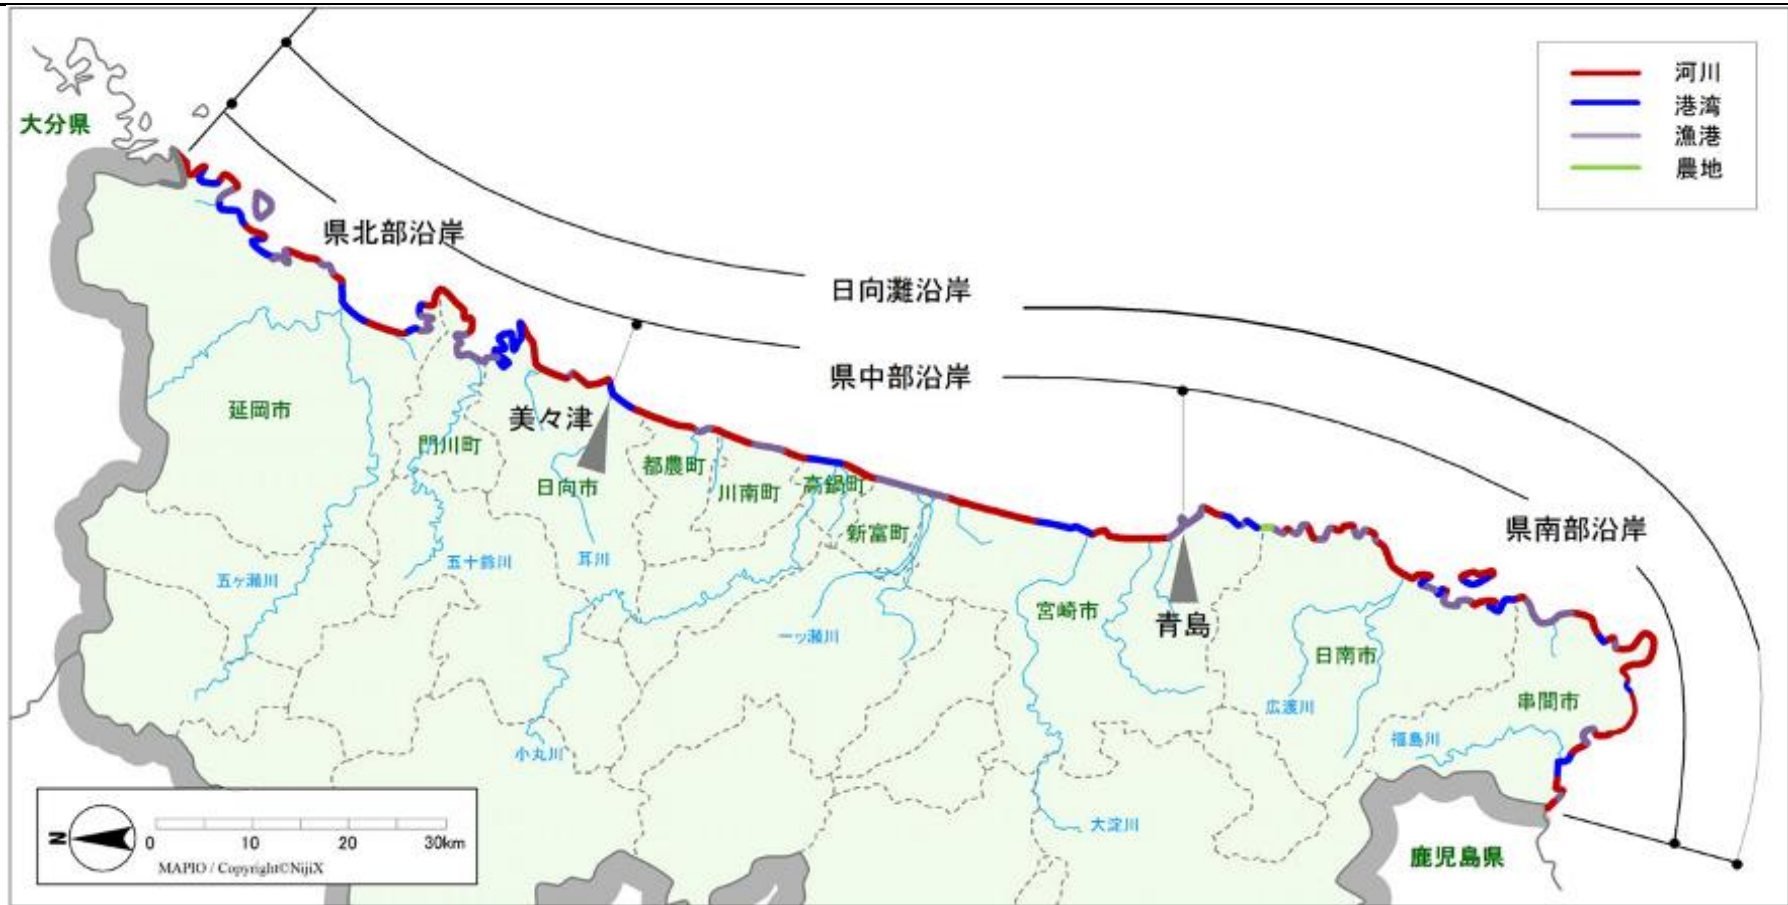 大分県
河川
港湾
漁港
農地
県北部沿岸
日向灘沿岸
県中部沿岸
県南部沿岸
美々津
青島
延岡市
門川町
日向市
都農町
川南町
高鍋町
新富町
宮崎市
日南市
串間市
五ヶ瀬川
五十鈴川
耳川
小丸川
一ッ瀬川
大淀川
広渡川
福島川
鹿児島県
N
0 10 20 30km
MAPIO / Copyright©NijiX